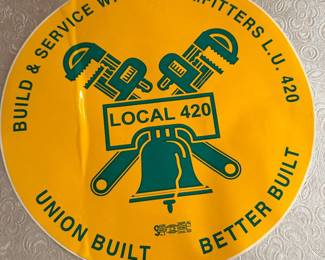 BUILD & SERVICE
FITTERS L.U. 420
LOCAL 420
UNION BUILT
BETTER BUILT